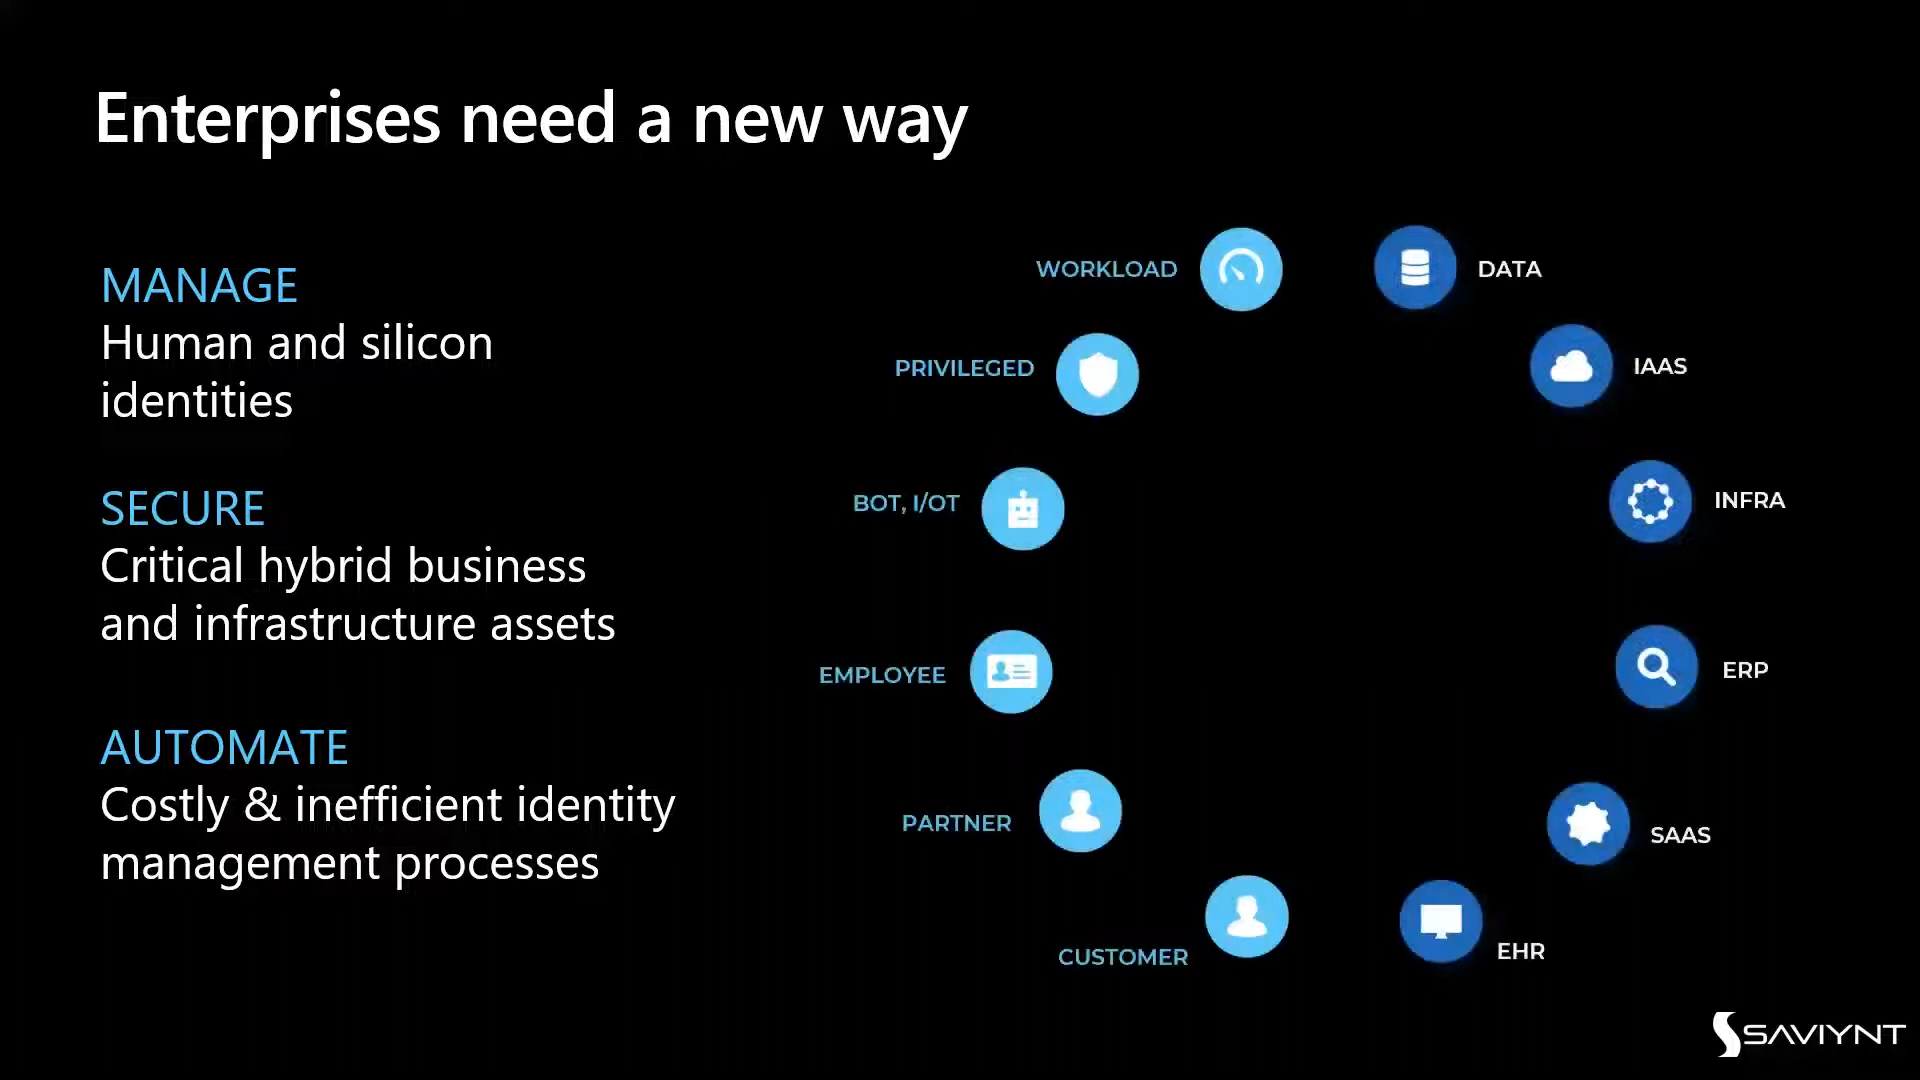 Enterprises need a new way
MANAGE
Human and silicon
identities
SECURE
Critical hybrid business
and infrastructure assets
AUTOMATE
Costly & inefficient identity
management processes
WORKLOAD
PRIVILEGED
BOT, I/OT
EMPLOYEE
PARTNER
CUSTOMER
DATA
IAAS
INFRA
ERP
SAAS
EHR
SAVIYNT